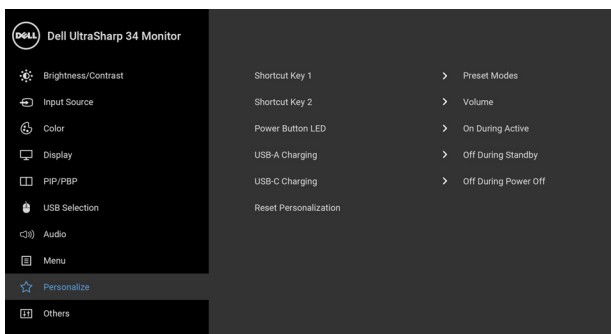 DELL Dell UltraSharp 34 Monitor
Brightness/Contrast
Input Source
Color
Display
PIP/PBP
USB Selection
Audio
Menu
Personalize
Others
Shortcut Key 1 > Preset Modes
Shortcut Key 2 > Volume
Power Button LED > On During Active
USB-A Charging > Off During Standby
USB-C Charging > Off During Power Off
Reset Personalization